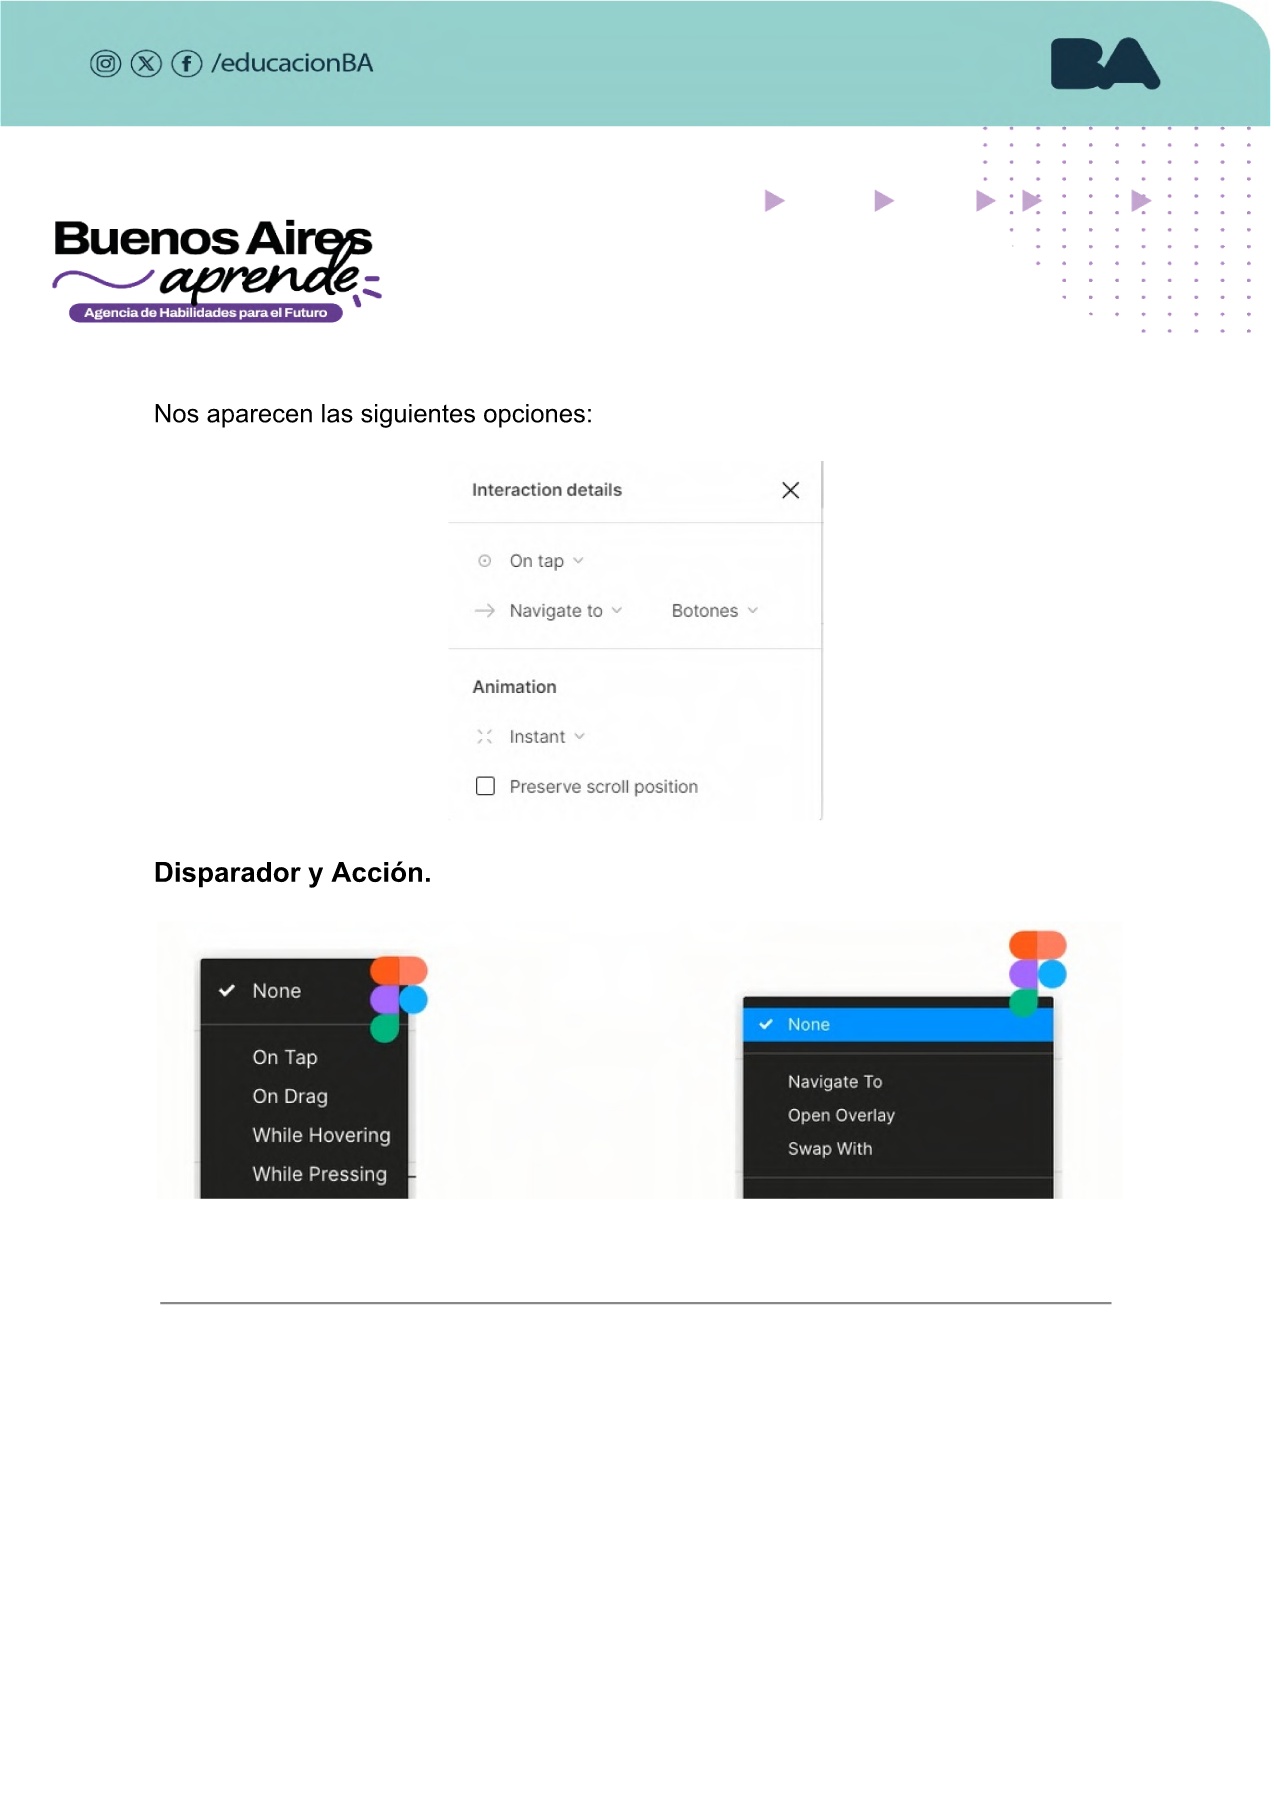 /educacionBA
BA
Buenos Aires
aprende
Agencia de Habilidades para el Futuro
Nos aparecen las siguientes opciones:
Interaction details
On tap
Navigate to Botones
Animation
Instant
Preserve scroll position
Disparador y Acción.
None
On Tap
On Drag
While Hovering
While Pressing
None
Navigate To
Open Overlay
Swap With